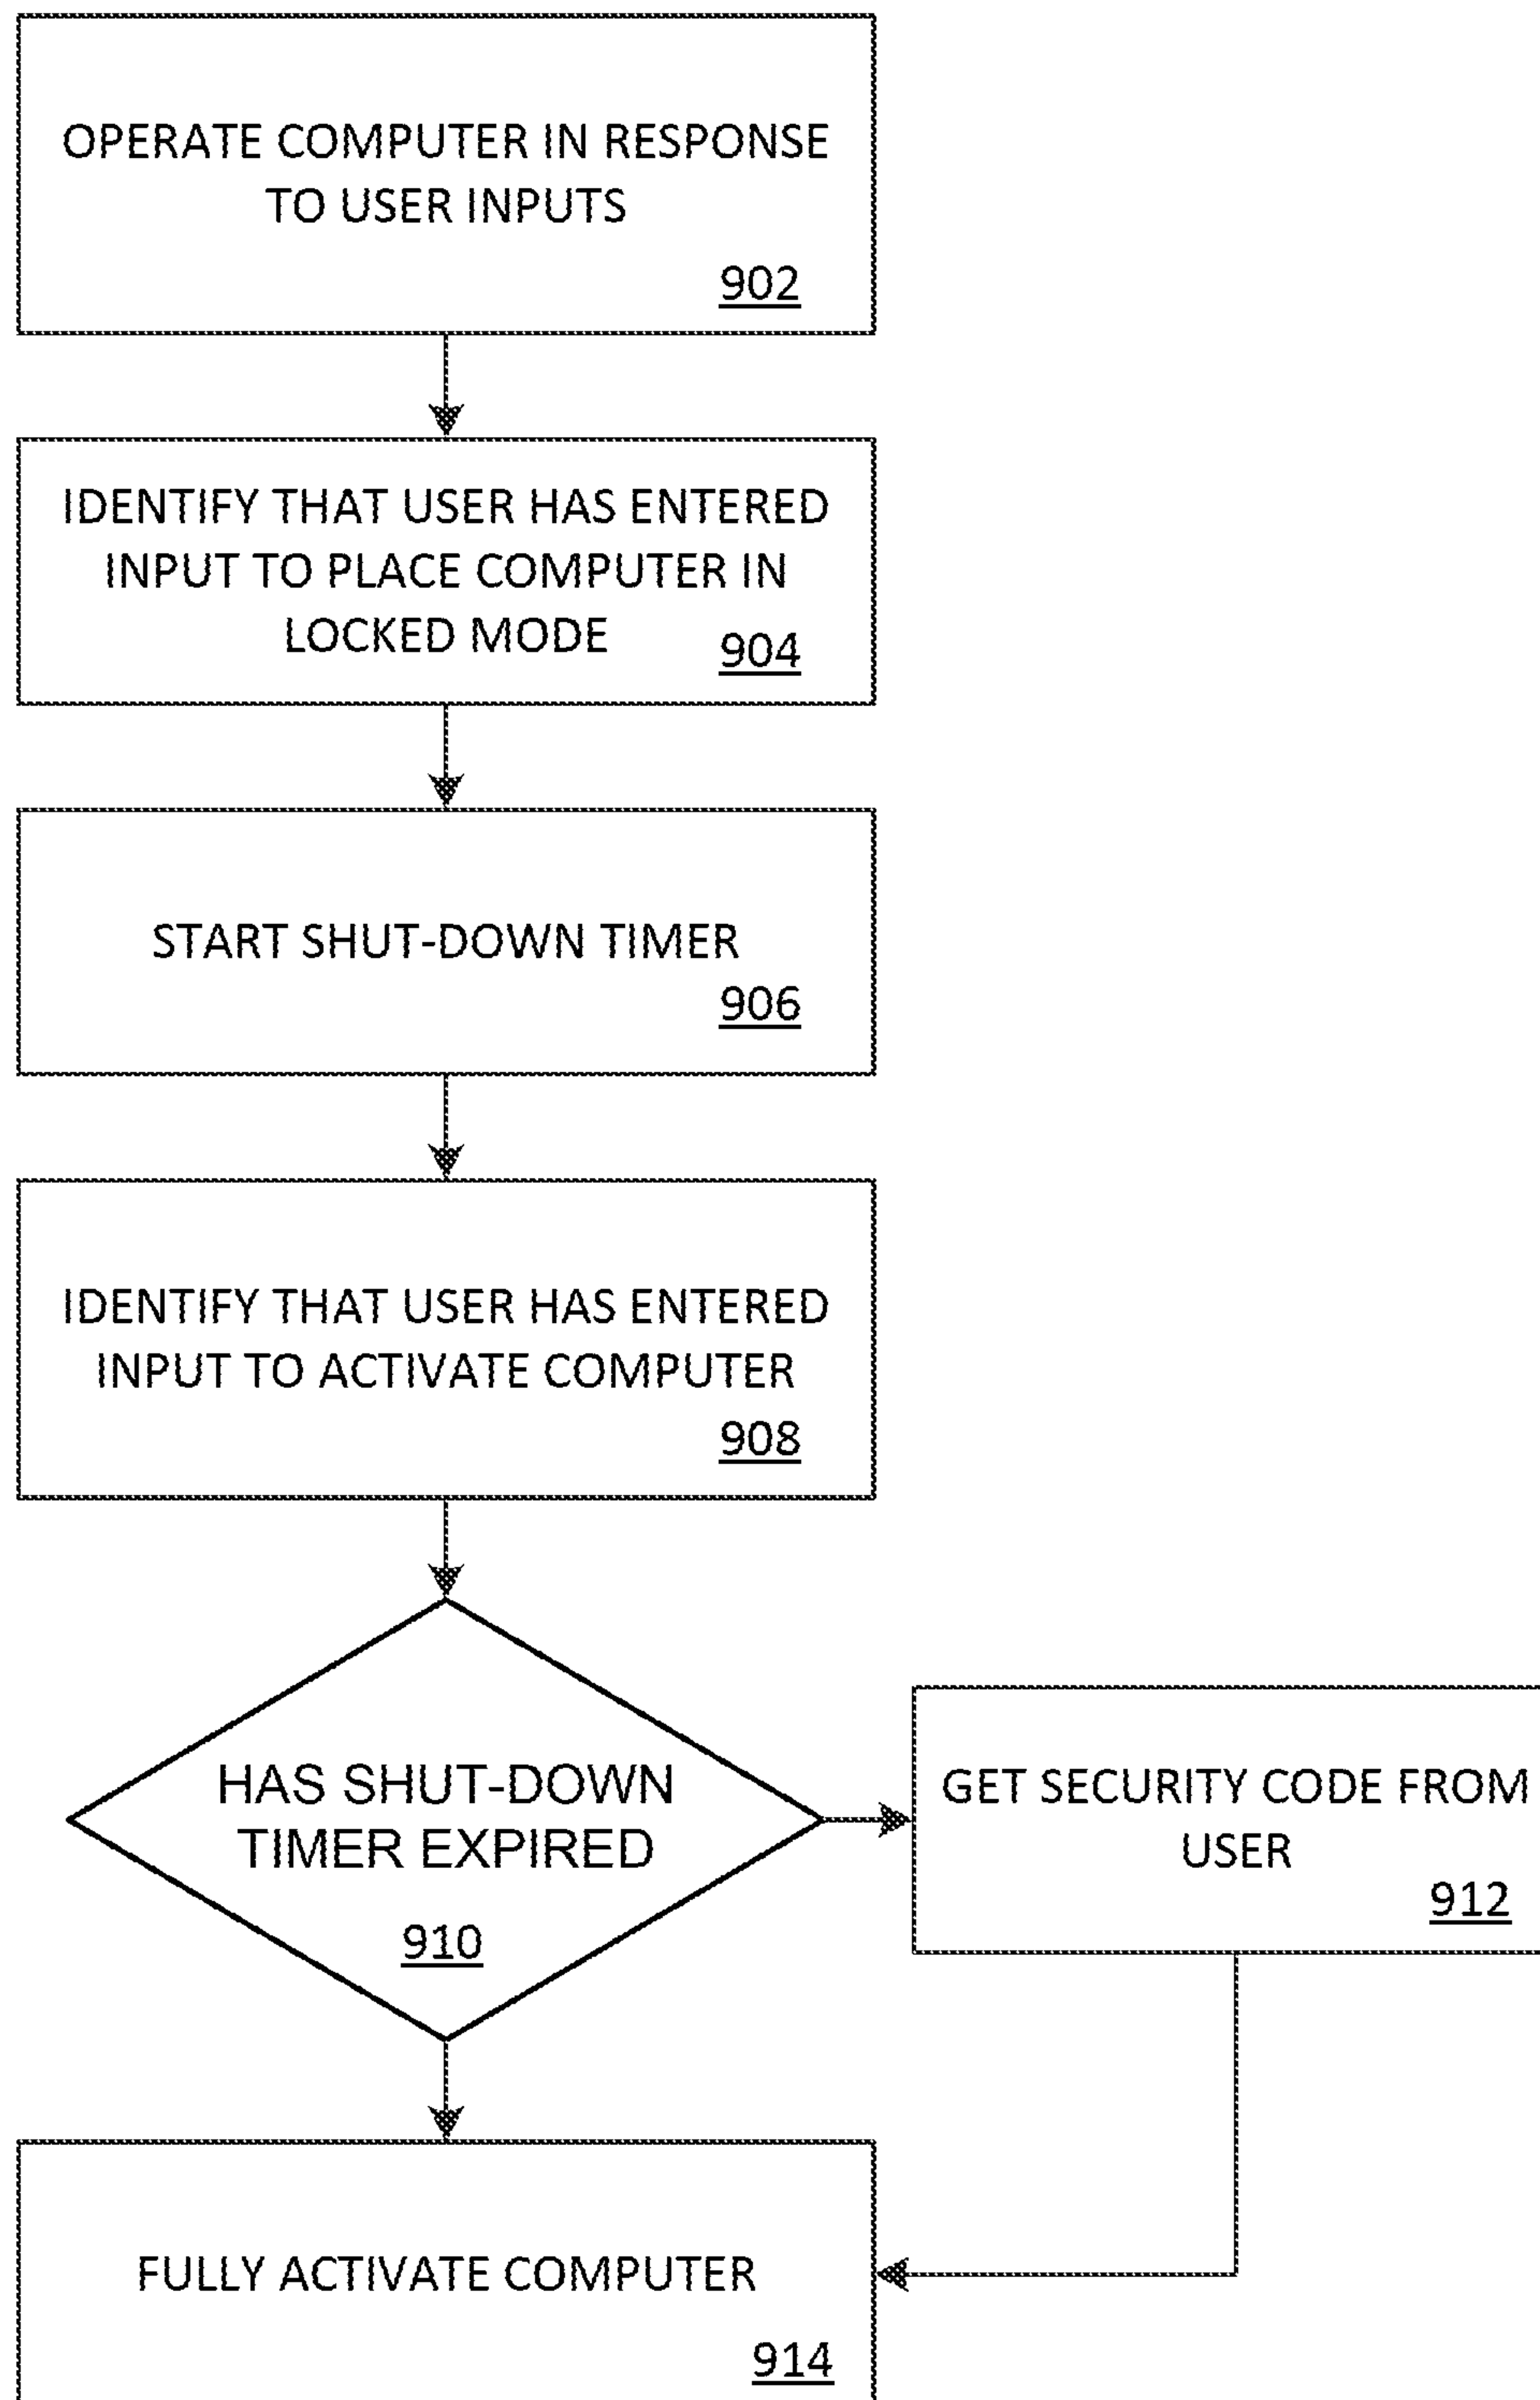 OPERATE COMPUTER IN RESPONSE
TO USER INPUTS
902
IDENTIFY THAT USER HAS ENTERED
INPUT TO PLACE COMPUTER IN
LOCKED MODE
904
START SHUT-DOWN TIMER
906
IDENTIFY THAT USER HAS ENTERED
INPUT TO ACTIVATE COMPUTER
908
HAS SHUT-DOWN
TIMER EXPIRED
910
GET SECURITY CODE FROM
USER
912
FULLY ACTIVATE COMPUTER
914